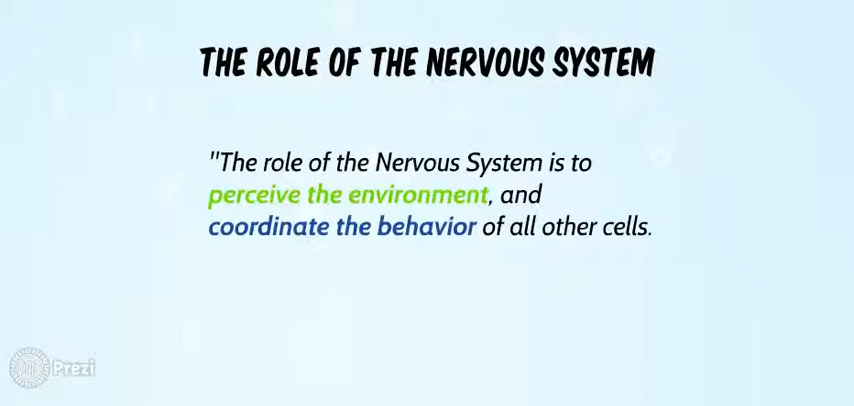 THE ROLE OF THE NERVOUS SYSTEM
"The role of the Nervous System is to
perceive the environment, and
coordinate the behavior of all other cells.
Prezi